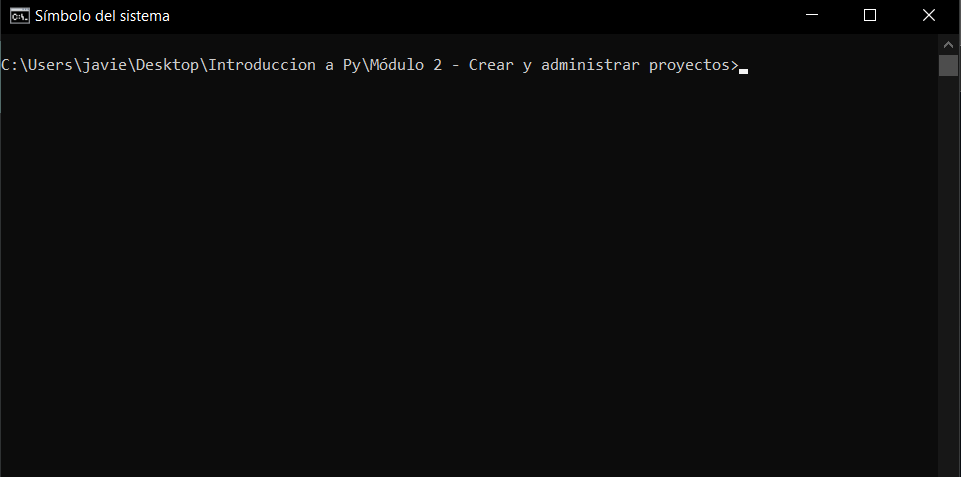 Símbolo del sistema
C:\Users\javie\Desktop\Introduccion a Py\Módulo 2 - Crear y administrar proyectos>